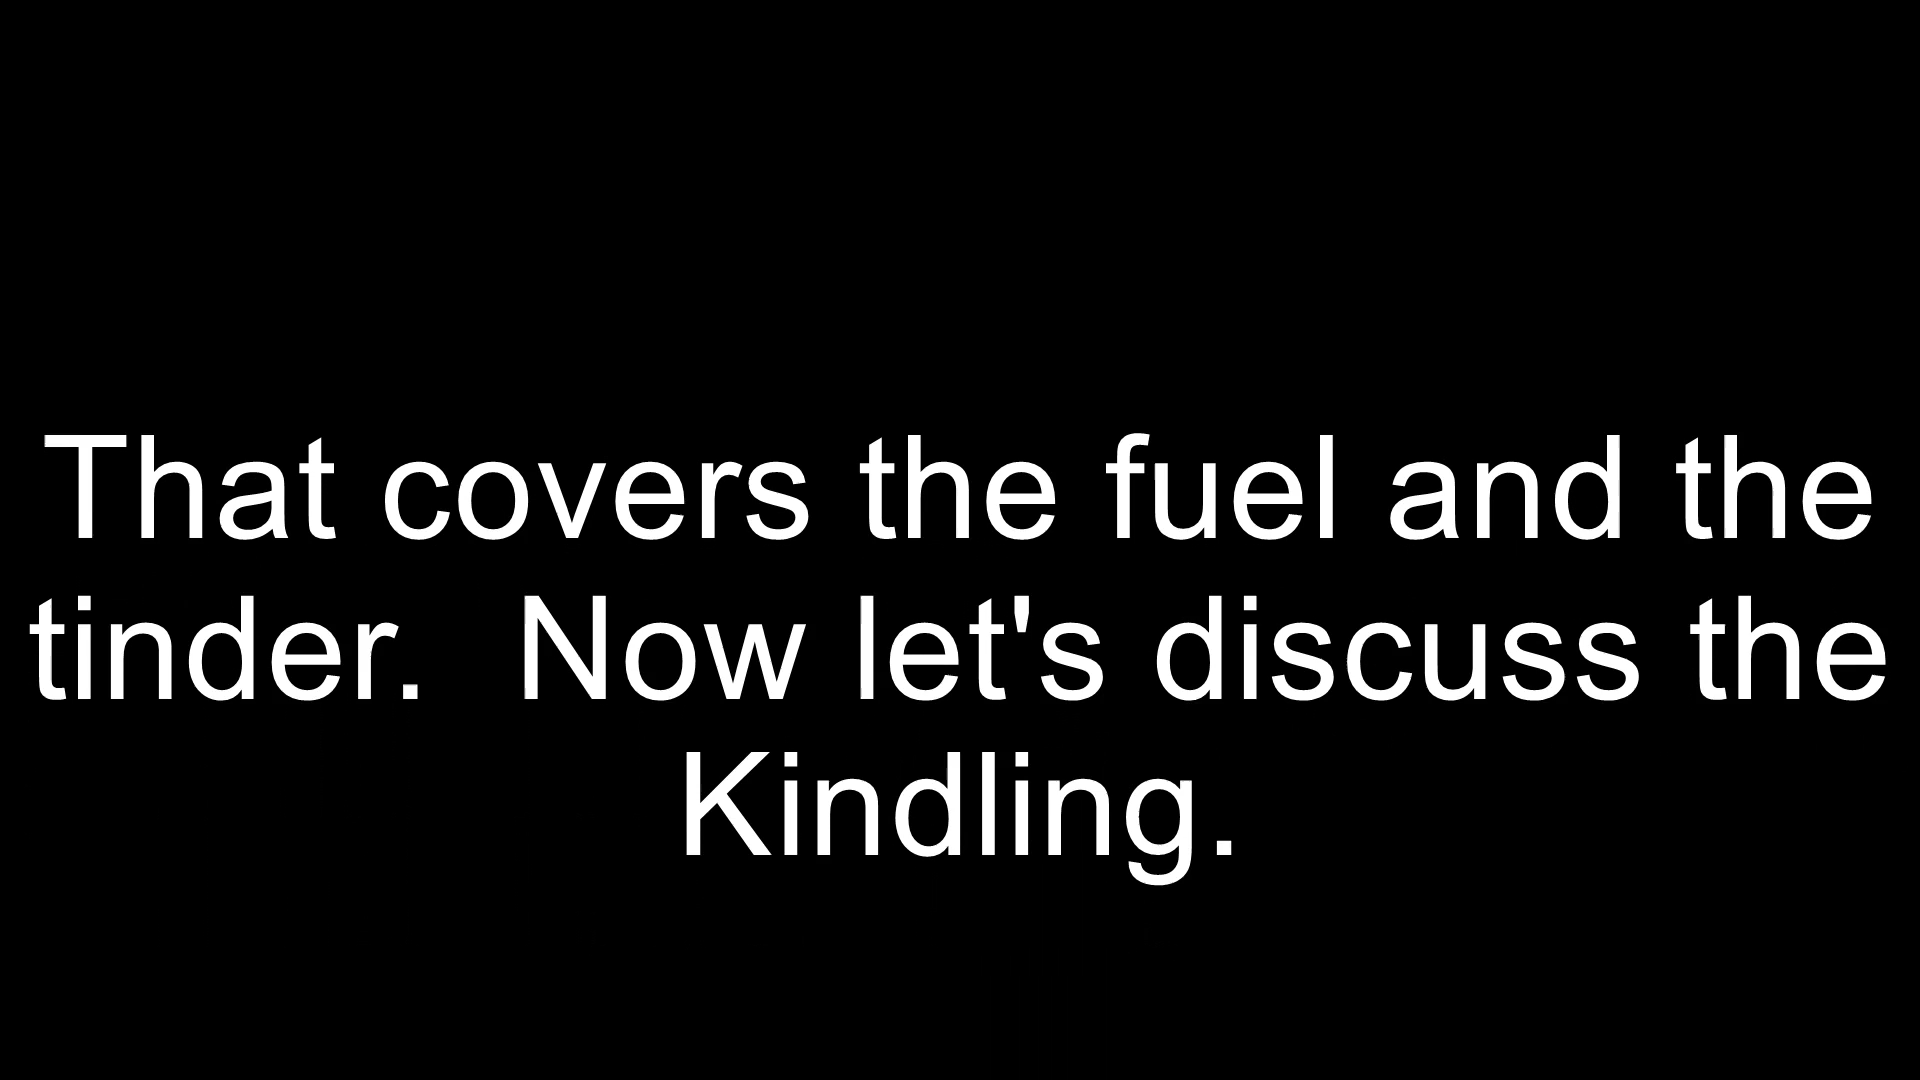 That covers the fuel and the
tinder.  Now let's discuss the
Kindling.